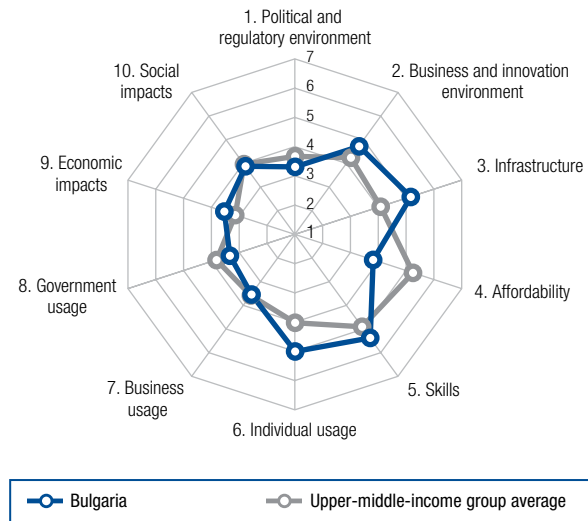 1. Political and
regulatory environment
7
6
5
4
3
2
1
2. Business and innovation
environment
3. Infrastructure
4. Affordability
5. Skills
6. Individual usage
7. Business
usage
8. Government
usage
9. Economic
impacts
10. Social
impacts
Bulgaria
Upper-middle-income group average